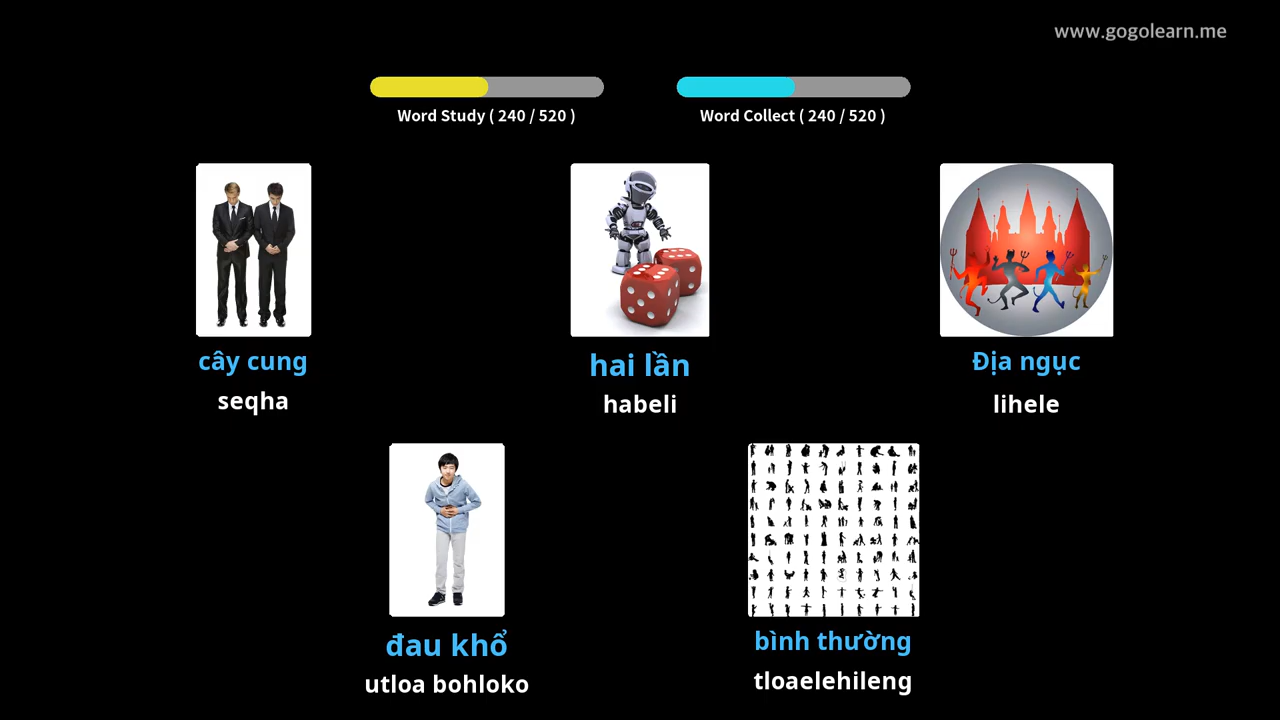 www.gogolearn.me
Word Study ( 240 / 520 )
Word Collect ( 240 / 520 )
cây cung
seqha
hai lần
habeli
Địa ngục
lihele
đau khổ
utloa bohloko
bình thường
tloaelehileng